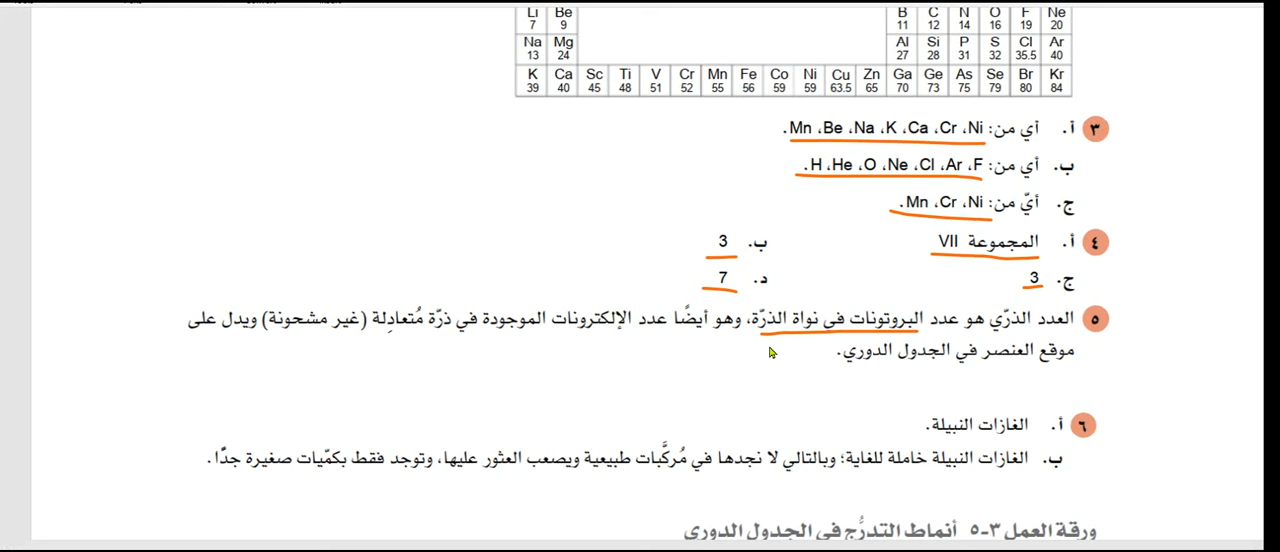 Li Be B C N O F Ne
7 9 11 12 14 16 19 20
Na Mg Al Si P S Cl Ar
13 24 27 28 31 32 35.5 40
K Ca Sc Ti V Cr Mn Fe Co Ni Cu Zn Ga Ge As Se Br Kr
39 40 45 48 51 52 55 56 59 59 63.5 65 70 73 75 79 80 84
٣ أ. أي من: Mn ،Be ،Na ،K ،Ca ،Cr ،Ni.
ب. أي من: H ،He ،O ،Ne ،Cl ،Ar ،F.
ج. أيّ من: Mn ،Cr ،Ni.
٤ أ. المجموعة VII ب. 3
ج. 3 د. 7
٥ العدد الذرّي هو عدد البروتونات في نواة الذرّة، وهو أيضًا عدد الإلكترونات الموجودة في ذرّة مُتعادِلة (غير مشحونة) ويدل على
موقع العنصر في الجدول الدوري.
٦ أ. الغازات النبيلة.
ب. الغازات النبيلة خاملة للغاية؛ وبالتالي لا نجدها في مُركَّبات طبيعية ويصعب العثور عليها، وتوجد فقط بكمّيات صغيرة جدًّا.
ورقة العمل ٣-٥ أنماط التدرُّج في الجدول الدوري